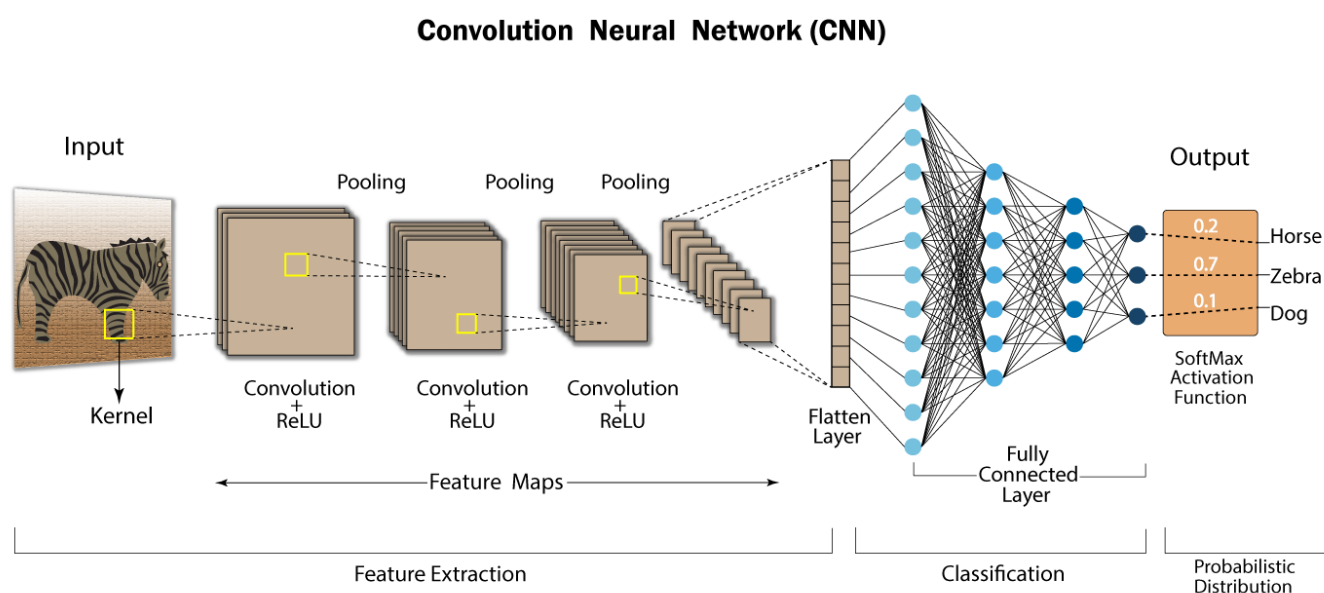 Convolution Neural Network (CNN)
Input
Pooling
Pooling
Pooling
Output
0.2
Horse
0.7
Zebra
0.1
Dog
SoftMax
Activation
Function
Kernel
Convolution
+
ReLU
Convolution
+
ReLU
Convolution
+
ReLU
Flatten
Layer
Fully
Connected
Layer
Feature Maps
Feature Extraction
Classification
Probabilistic
Distribution